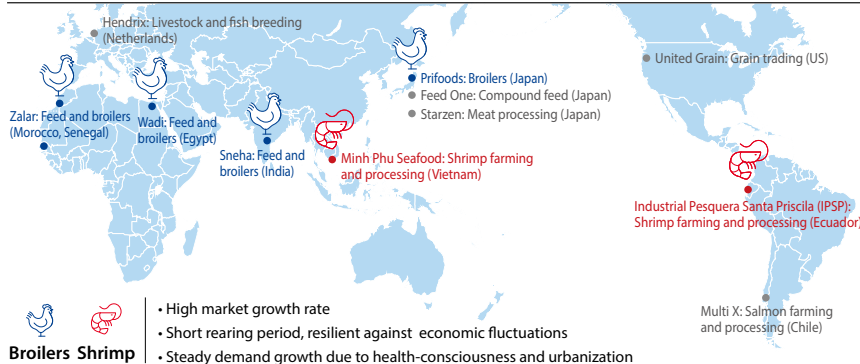 Hendrix: Livestock and fish breeding
(Netherlands)
United Grain: Grain trading (US)
Prifoods: Broilers (Japan)
Feed One: Compound feed (Japan)
Starzen: Meat processing (Japan)
Zalar: Feed and broilers
(Morocco, Senegal)
Wadi: Feed and
broilers (Egypt)
Sneha: Feed and
broilers (India)
Minh Phu Seafood: Shrimp farming
and processing (Vietnam)
Industrial Pesquera Santa Priscila (IPSP):
Shrimp farming and processing (Ecuador)
Multi X: Salmon farming
and processing (Chile)
Broilers Shrimp
• High market growth rate
• Short rearing period, resilient against economic fluctuations
• Steady demand growth due to health-consciousness and urbanization